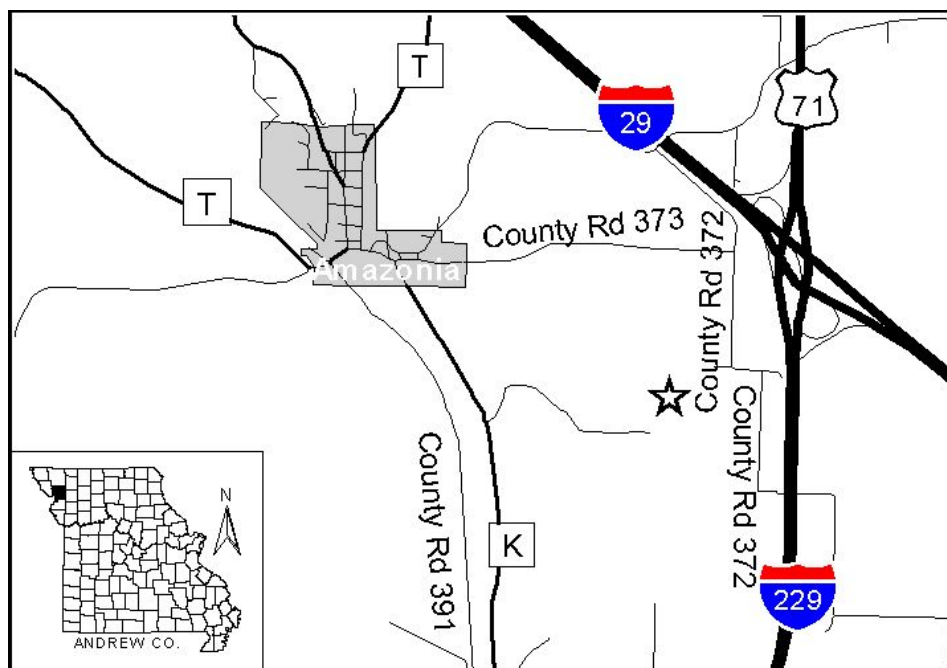 T
29
71
T
County Rd 373
County Rd 372
Amazonia
County Rd 372
County Rd 391
N
K
229
ANDREW CO.